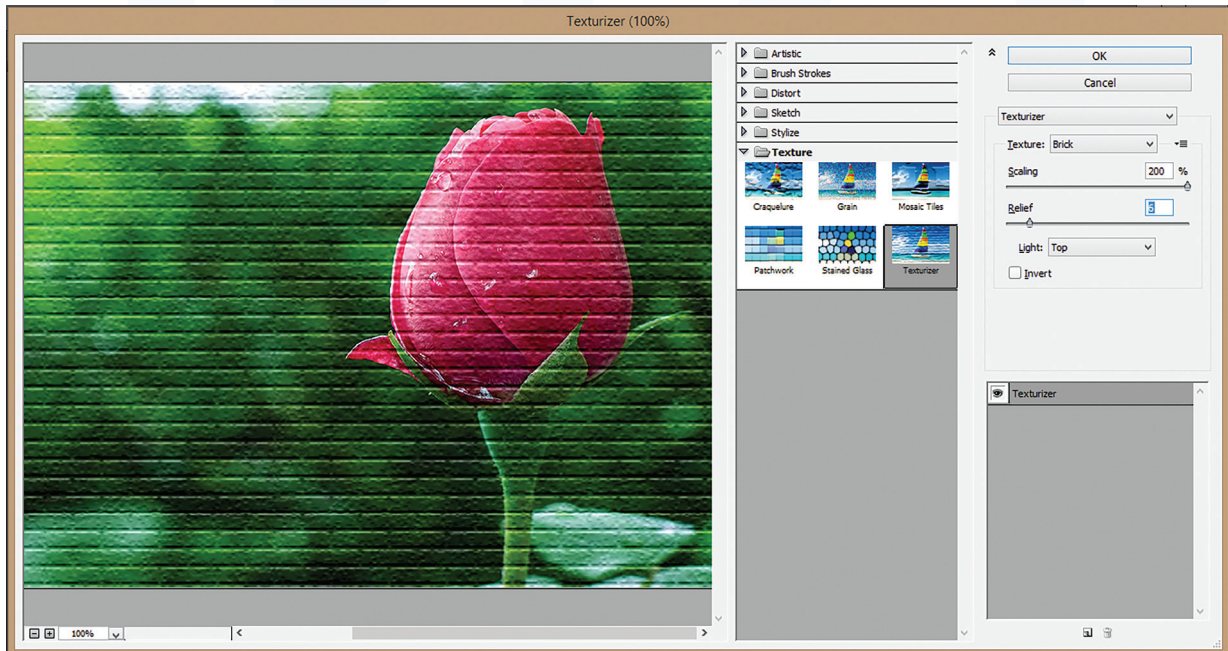 Texturizer (100%)
Artistic
Brush Strokes
Distort
Sketch
Stylize
Texture
Craquelure
Grain
Mosaic Tiles
Patchwork
Stained Glass
Texturizer
OK
Cancel
Texturizer
Texture: Brick
Scaling 200 %
Relief 6
Light: Top
Invert
Texturizer
100%